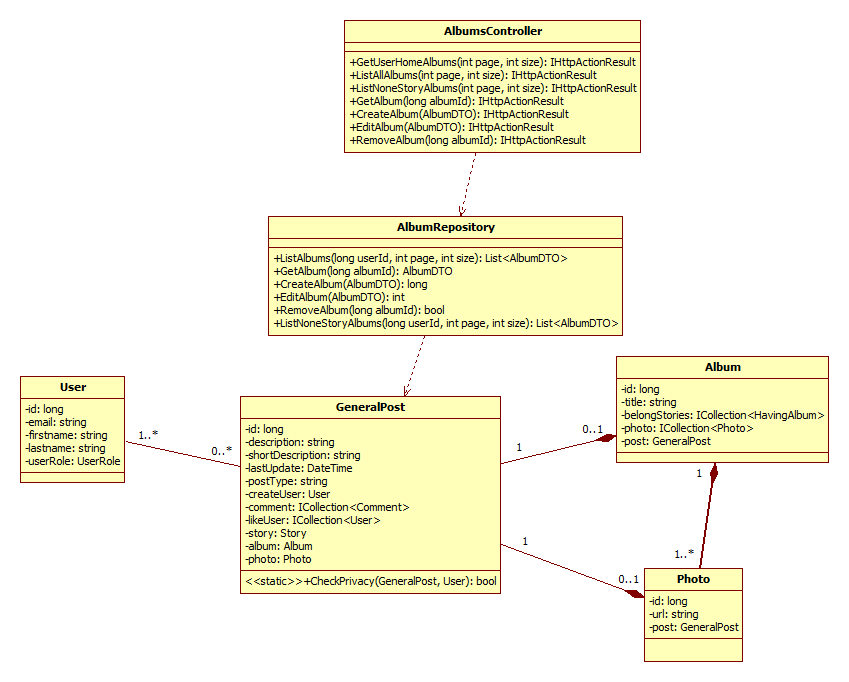 AlbumsController
+GetUserHomeAlbums(int page, int size): IHttpActionResult
+ListAllAlbums(int page, int size): IHttpActionResult
+ListNoneStoryAlbums(int page, int size): IHttpActionResult
+GetAlbum(long albumId): IHttpActionResult
+CreateAlbum(AlbumDTO): IHttpActionResult
+EditAlbum(AlbumDTO): IHttpActionResult
+RemoveAlbum(long albumId): IHttpActionResult
AlbumRepository
+ListAlbums(long userId, int page, int size): List<AlbumDTO>
+GetAlbum(long albumId): AlbumDTO
+CreateAlbum(AlbumDTO): long
+EditAlbum(AlbumDTO): int
+RemoveAlbum(long albumId): bool
+ListNoneStoryAlbums(long userId, int page, int size): List<AlbumDTO>
User
-id: long
-email: string
-firstname: string
-lastname: string
-userRole: UserRole
1..*
0..*
GeneralPost
-id: long
-description: string
-shortDescription: string
-lastUpdate: DateTime
-postType: string
-createUser: User
-comment: ICollection<Comment>
-likeUser: ICollection<User>
-story: Story
-album: Album
-photo: Photo
<<static>>+CheckPrivacy(GeneralPost, User): bool
1
0..1
Album
-id: long
-title: string
-belongStories: ICollection<HavingAlbum>
-photo: ICollection<Photo>
-post: GeneralPost
1
1..*
1
0..1
Photo
-id: long
-url: string
-post: GeneralPost